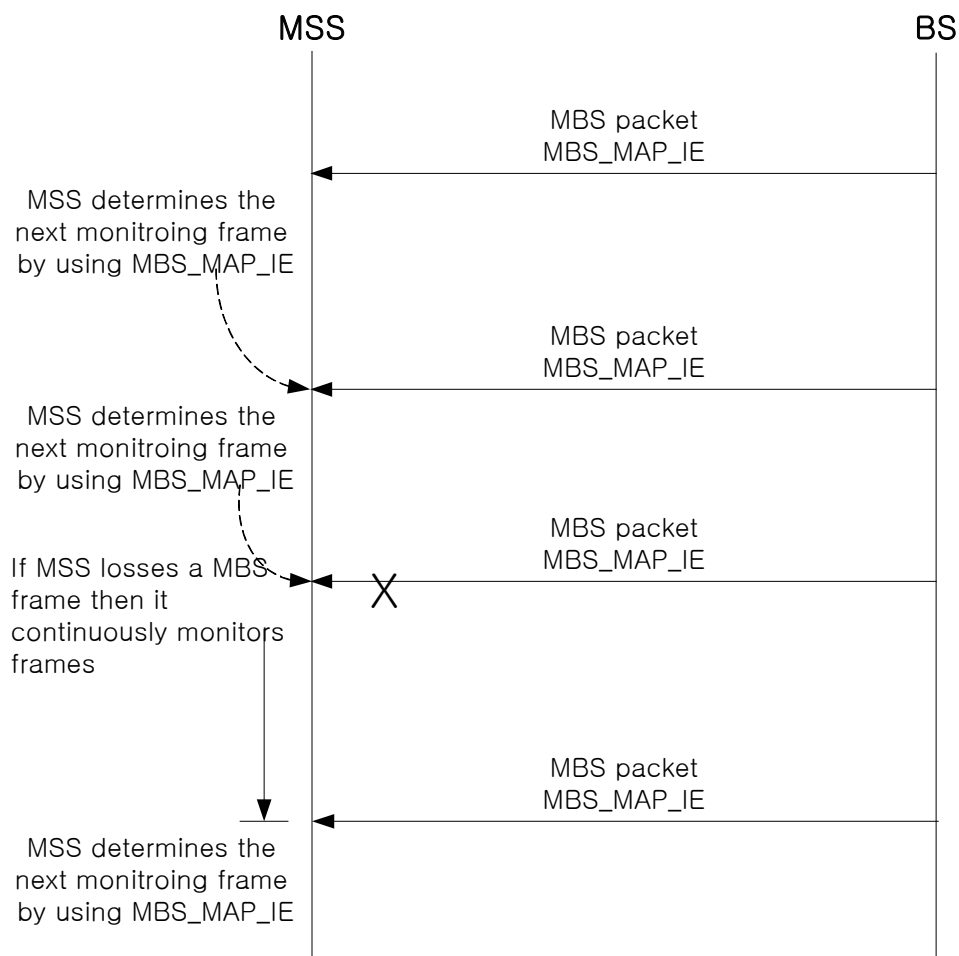 MSS
BS
MBS packet
MBS_MAP_IE
MSS determines the
next monitroing frame
by using MBS_MAP_IE
MBS packet
MBS_MAP_IE
MSS determines the
next monitroing frame
by using MBS_MAP_IE
MBS packet
MBS_MAP_IE
If MSS losses a MBS
frame then it
continuously monitors
frames
X
MBS packet
MBS_MAP_IE
MSS determines the
next monitroing frame
by using MBS_MAP_IE